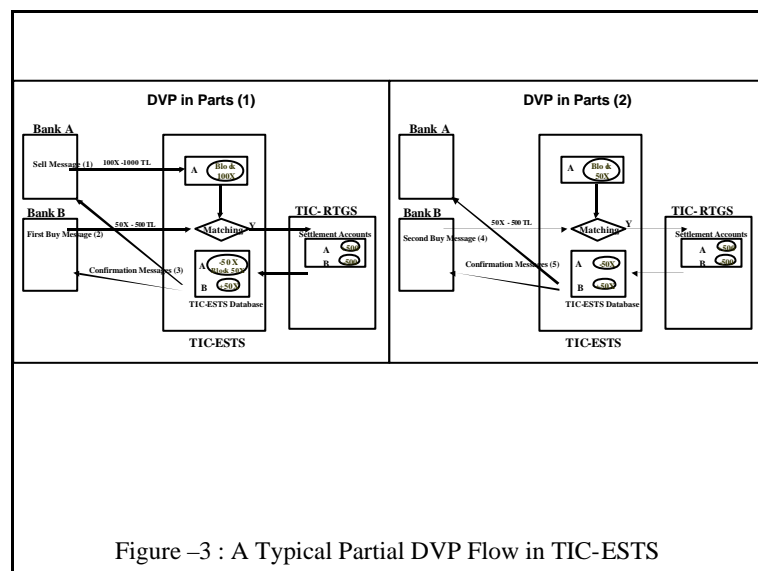 DVP in Parts (1)
Bank A
Sell Message (1)
100X -1000 TL
A
Block
100X
Bank B
First Buy Message (2)
50X - 500 TL
Matching
Y
TIC- RTGS
Settlement Accounts
A
-500
B
-500
Confirmation Messages (3)
A
-50X
Block 50X
B
+50X
TIC-ESTS Database
TIC-ESTS
DVP in Parts (2)
Bank A
A
Block
50X
Bank B
50X - 500 TL
Second Buy Message (4)
Matching
Y
TIC- RTGS
Settlement Accounts
A
-500
B
-500
Confirmation Messages (5)
A
-50X
B
+50X
TIC-ESTS Database
TIC-ESTS
Figure –3 : A Typical Partial DVP Flow in TIC-ESTS